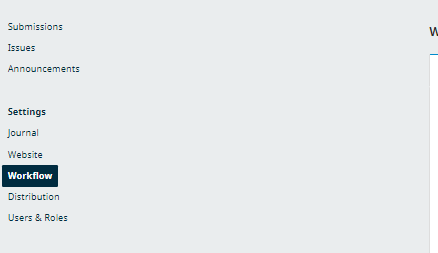 Submissions
Issues
Announcements
Settings
Journal
Website
Workflow
Distribution
Users & Roles
W